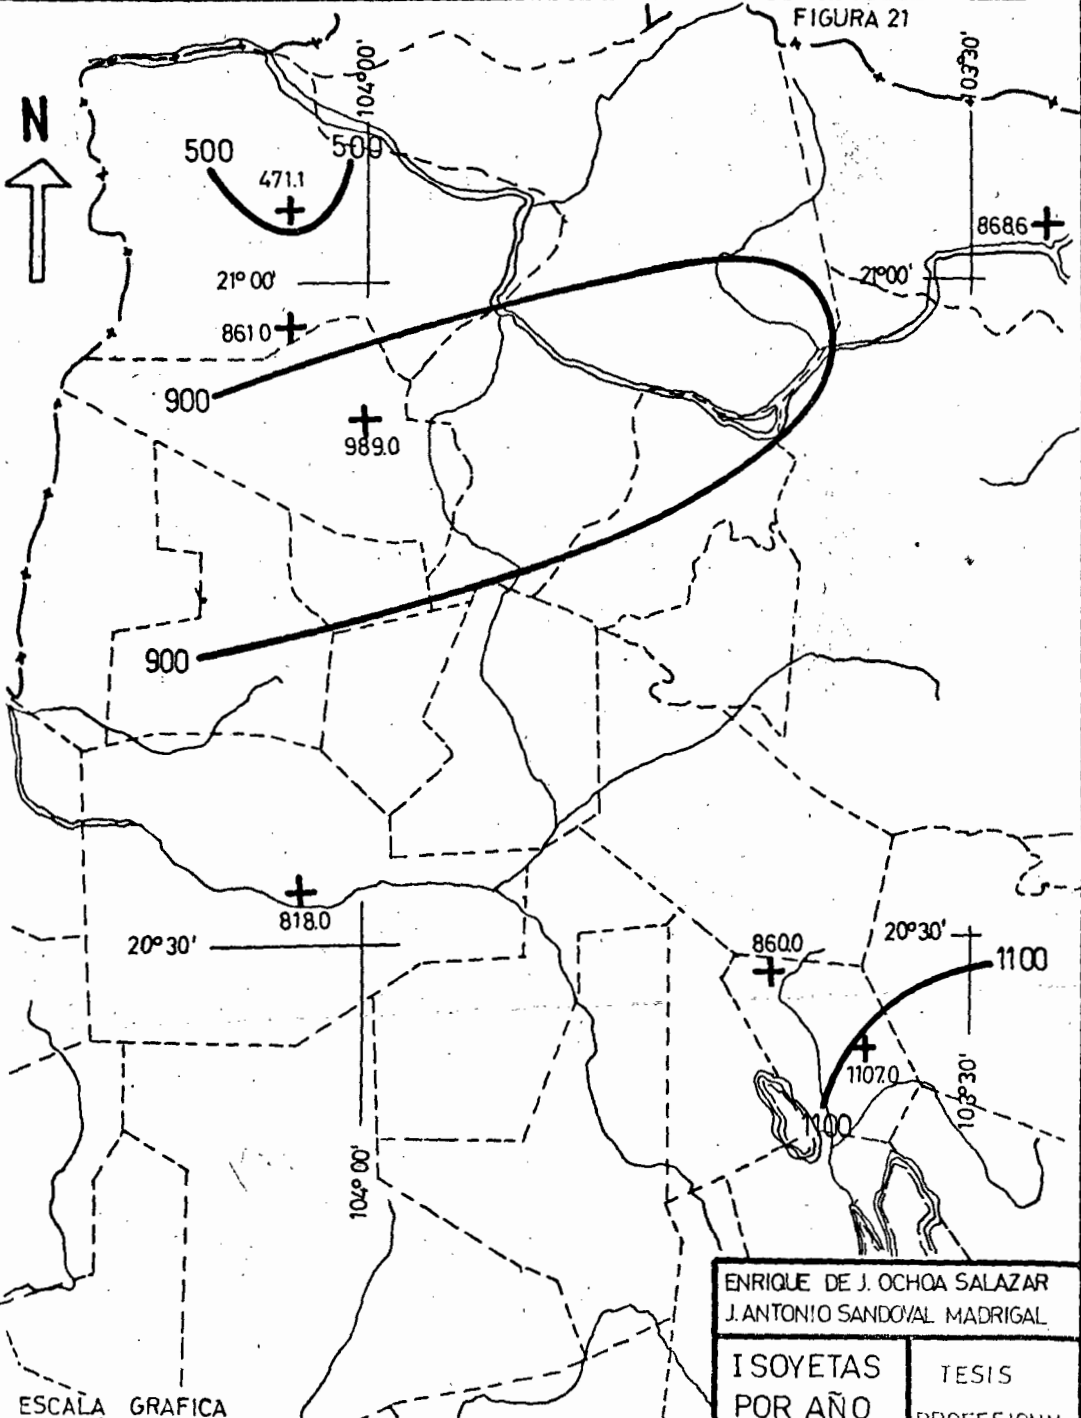 FIGURA 21
103°30'
104°00'
N
500
500
471.1
868.6
21°00'
21°00'
861.0
900
989.0
900
818.0
20°30'
860.0
20°30'
1100
1107.0
1100
103°30'
104°00'
ENRIQUE DE J. OCHOA SALAZAR
J. ANTONIO SANDOVAL MADRIGAL
ISOYETAS
POR AÑO
TESIS
ESCALA GRAFICA